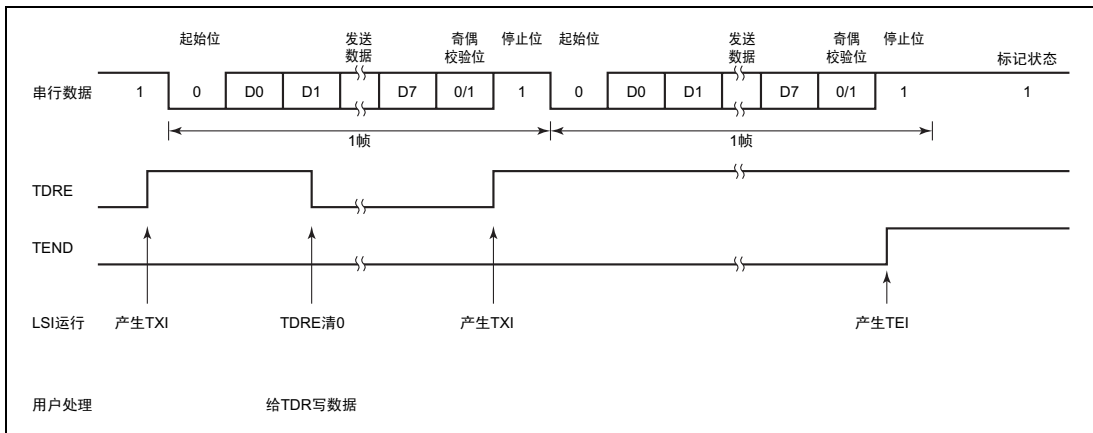 起始位 发送数据 奇偶校验位 停止位 起始位 发送数据 奇偶校验位 停止位 标记状态
串行数据 1 0 D0 D1 D7 0/1 1 0 D0 D1 D7 0/1 1 1
1帧 1帧
TDRE
TEND
LSI运行 产生TXI TDRE清0 产生TXI 产生TEI
用户处理 给TDR写数据